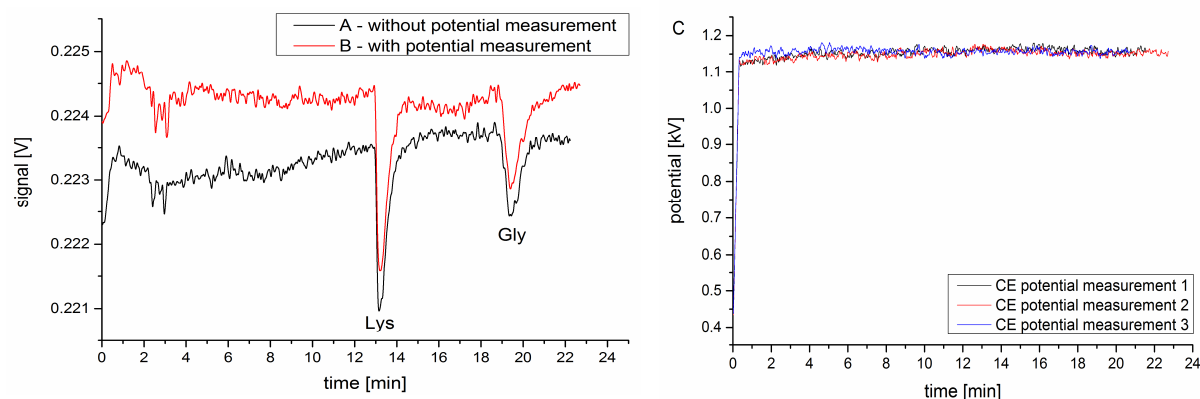 A - without potential measurement
B - with potential measurement
0.225
0.224
0.223
0.222
0.221
signal [V]
Lys
Gly
0 2 4 6 8 10 12 14 16 18 20 22 24
time [min]
C
1.2
1.1
1.0
0.9
0.8
0.7
0.6
0.5
0.4
potential [kV]
CE potential measurement 1
CE potential measurement 2
CE potential measurement 3
0 2 4 6 8 10 12 14 16 18 20 22 24
time [min]